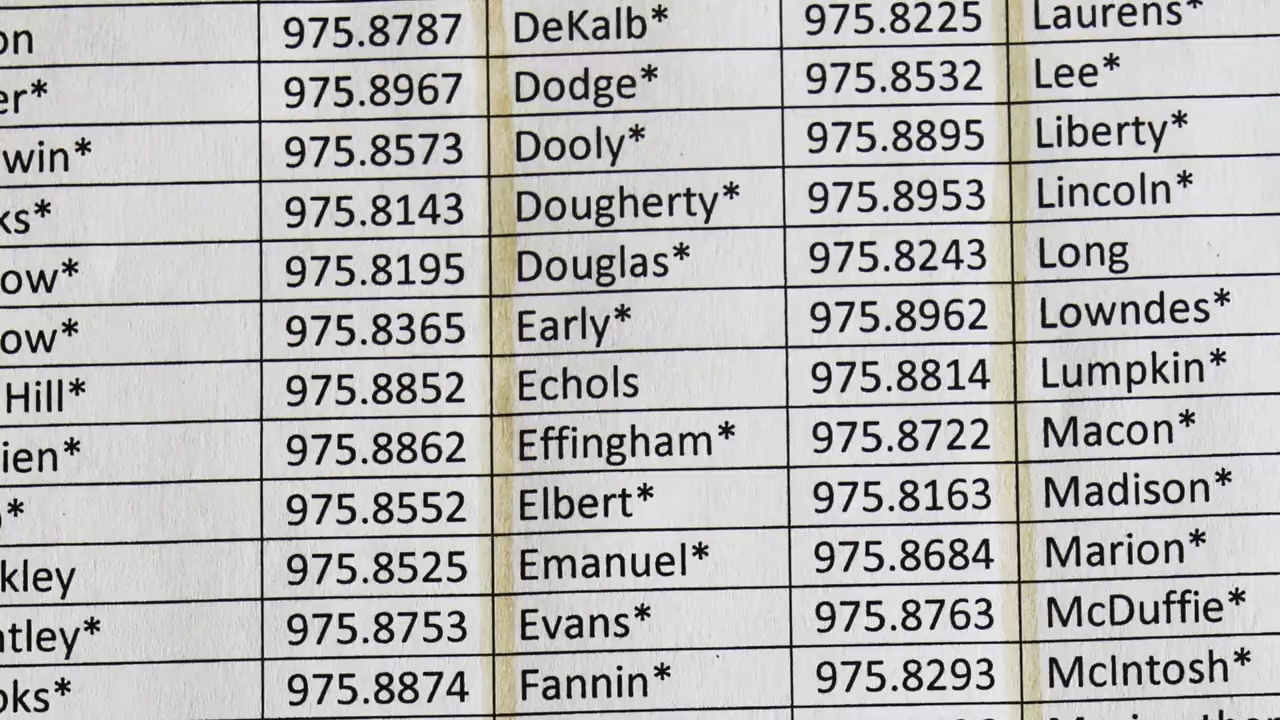 on 975.8787 DeKalb* 975.8225 Laurens*
er* 975.8967 Dodge* 975.8532 Lee*
win* 975.8573 Dooly* 975.8895 Liberty*
ks* 975.8143 Dougherty* 975.8953 Lincoln*
ow* 975.8195 Douglas* 975.8243 Long
ow* 975.8365 Early* 975.8962 Lowndes*
Hill* 975.8852 Echols 975.8814 Lumpkin*
ien* 975.8862 Effingham* 975.8722 Macon*
* 975.8552 Elbert* 975.8163 Madison*
kley 975.8525 Emanuel* 975.8684 Marion*
tley* 975.8753 Evans* 975.8763 McDuffie*
oks* 975.8874 Fannin* 975.8293 McIntosh*